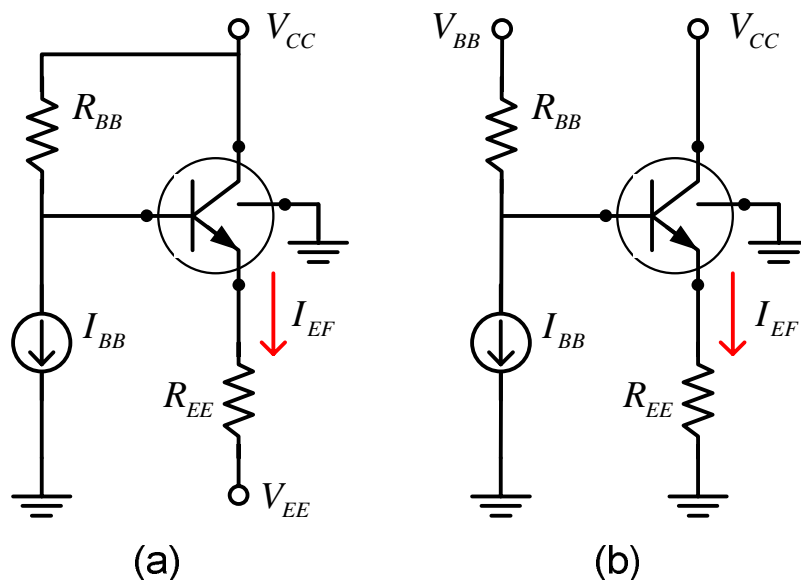 V_CC
V_BB
V_CC
R_BB
R_BB
I_BB
I_EF
I_BB
I_EF
R_EE
R_EE
V_EE
(a)
(b)